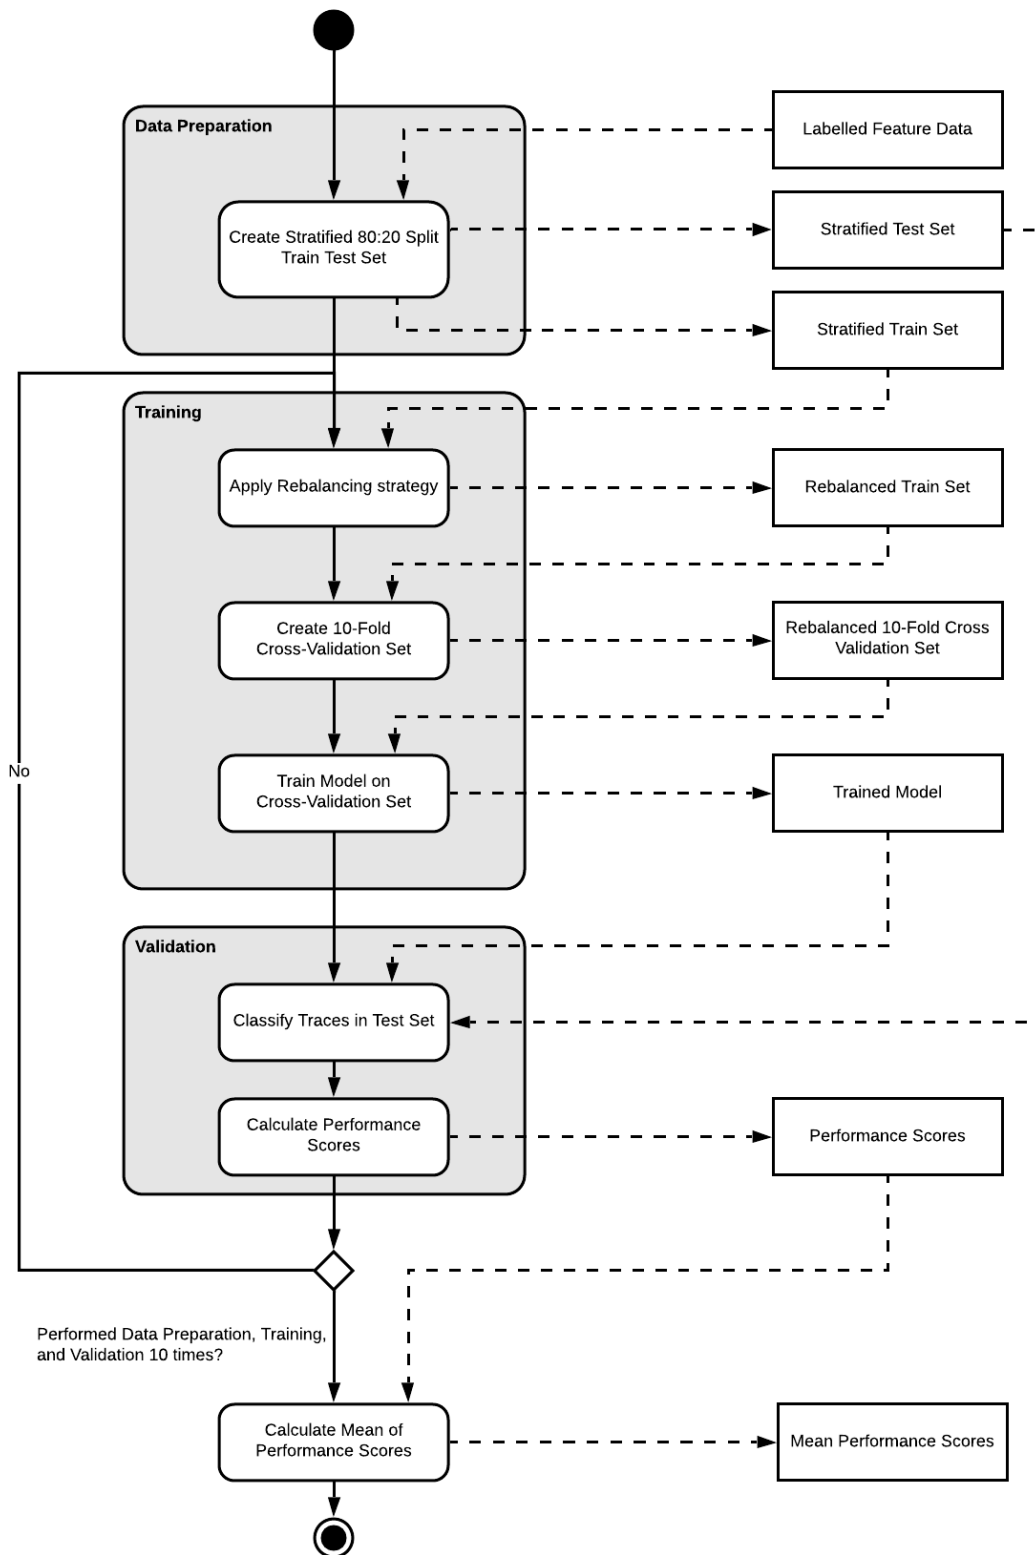 Data Preparation
Labelled Feature Data
Create Stratified 80:20 Split
Train Test Set
Stratified Test Set
Stratified Train Set
Training
Apply Rebalancing strategy
Rebalanced Train Set
Create 10-Fold
Cross-Validation Set
Rebalanced 10-Fold Cross
Validation Set
Train Model on
Cross-Validation Set
Trained Model
No
Validation
Classify Traces in Test Set
Calculate Performance
Scores
Performance Scores
Performed Data Preparation, Training,
and Validation 10 times?
Calculate Mean of
Performance Scores
Mean Performance Scores